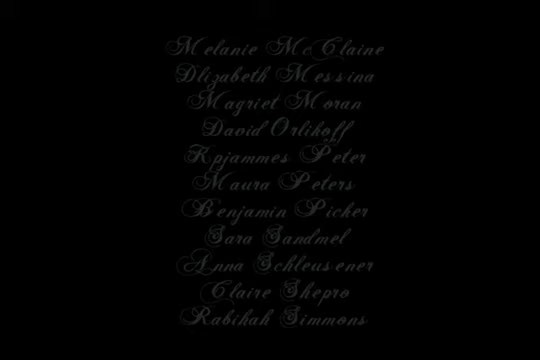 Melanie McClaine
Elizabeth Messina
Magriet Moran
David Orlikoff
Kpjammes Peter
Maura Peters
Benjamin Picker
Sara Sandmel
Anna Schleusener
Claire Shepro
Rabihah Simmons